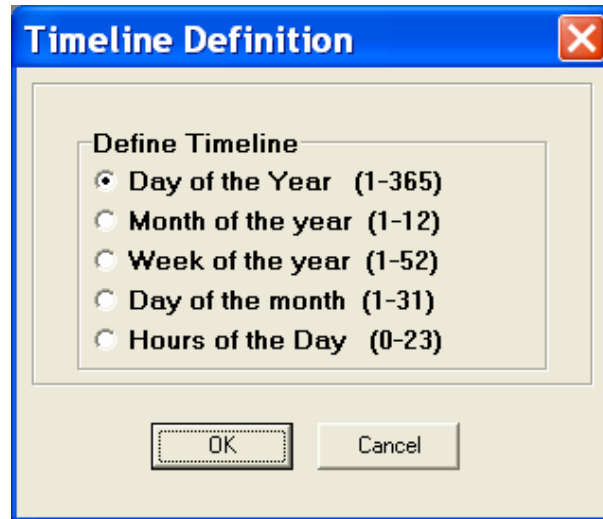 Timeline Definition
Define Timeline
Day of the Year (1-365)
Month of the year (1-12)
Week of the year (1-52)
Day of the month (1-31)
Hours of the Day (0-23)
OK Cancel